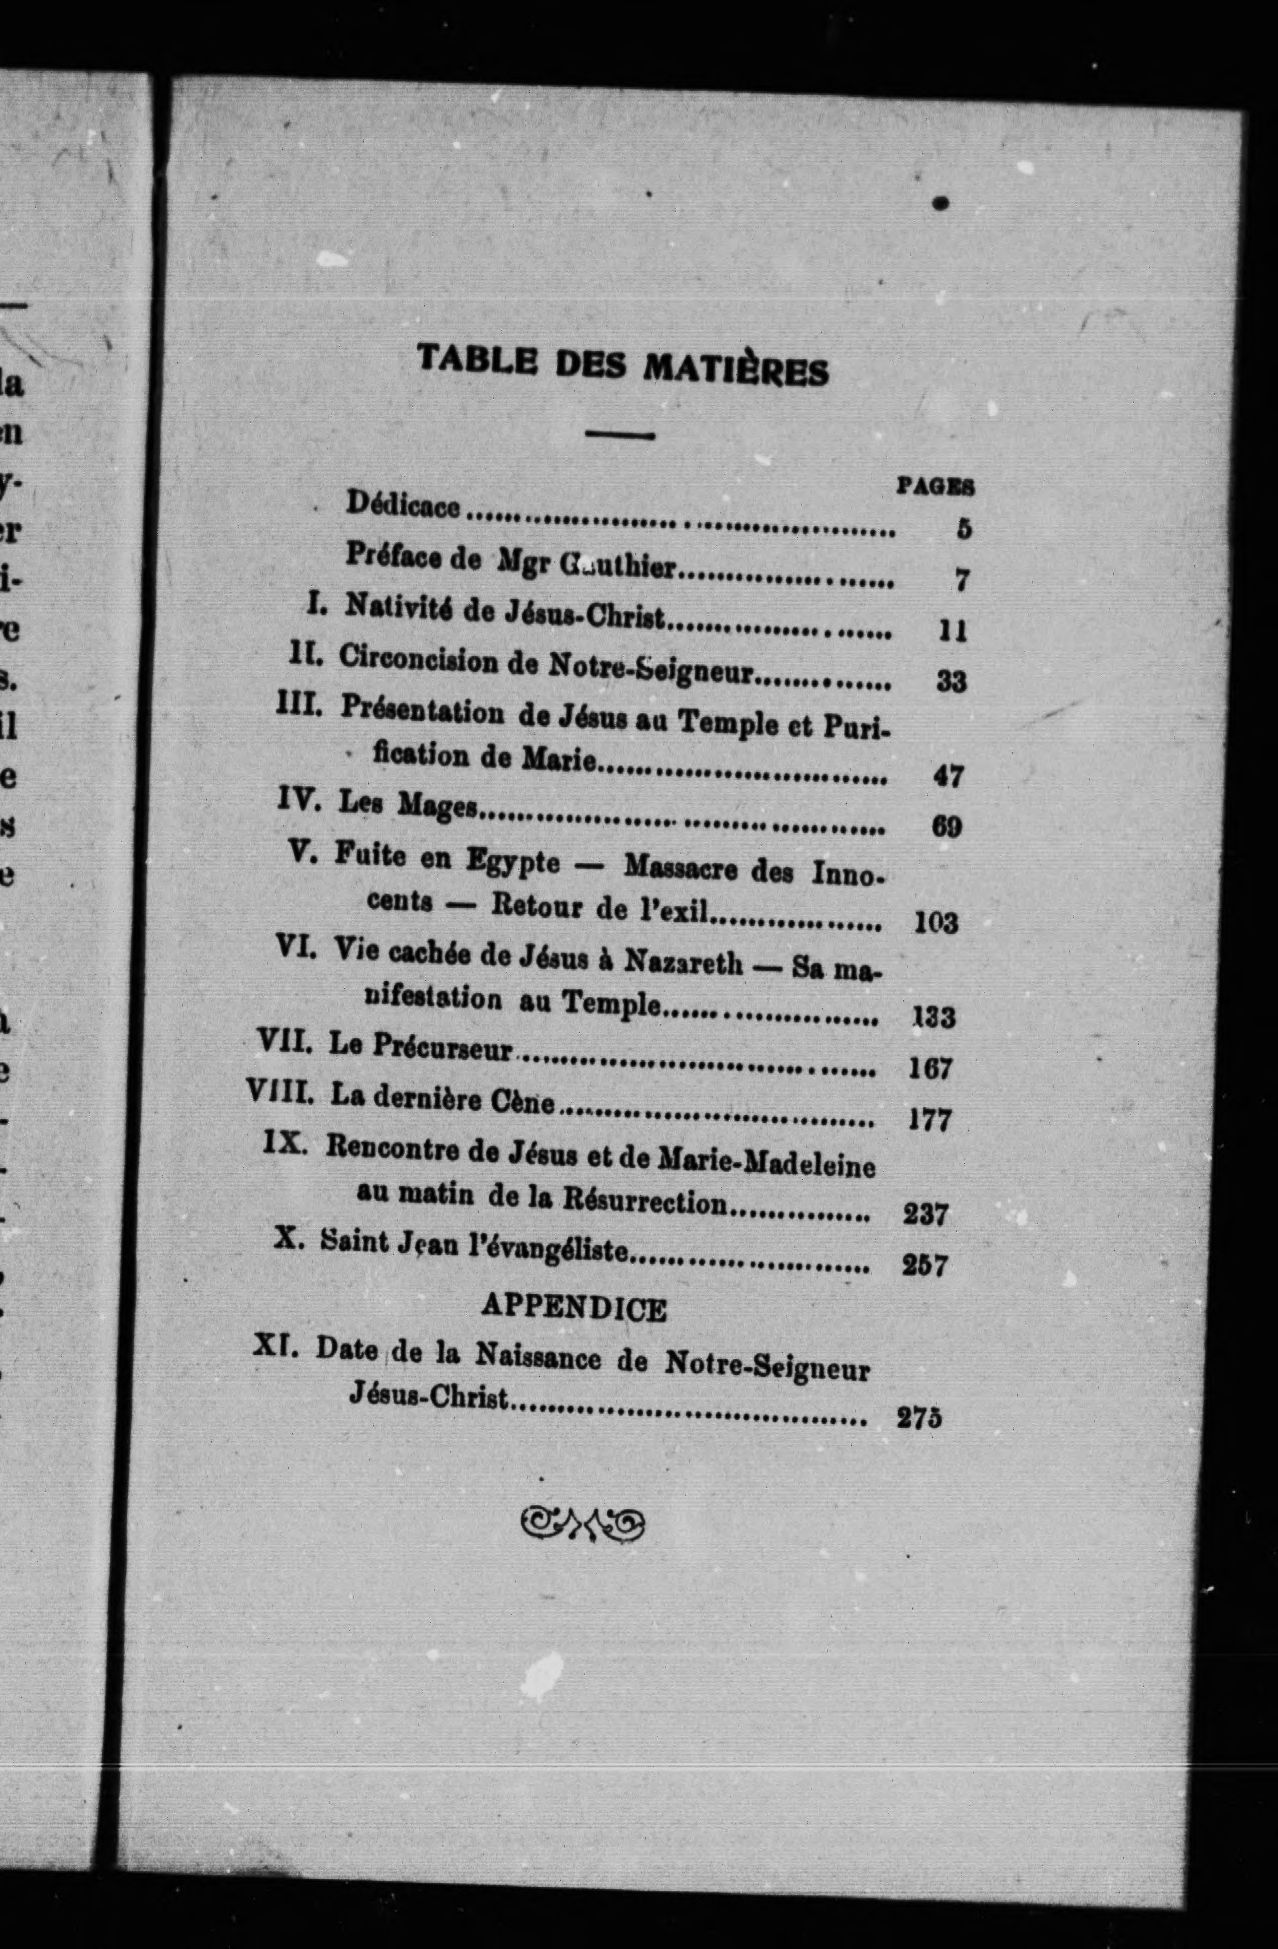 TABLE DES MATIÈRES
PAGES
Dédicace........................................ 5
Préface de Mgr Gauthier...................... 7
I. Nativité de Jésus-Christ....................... 11
II. Circoncision de Notre-Seigneur.............. 33
III. Présentation de Jésus au Temple et Puri-
fication de Marie.............................. 47
IV. Les Mages........................................ 69
V. Fuite en Egypte — Massacre des Inno-
cents — Retour de l'exil.................. 103
VI. Vie cachée de Jésus à Nazareth — Sa ma-
nifestation au Temple...................... 133
VII. Le Précurseur.................................... 167
VIII. La dernière Cène................................ 177
IX. Rencontre de Jésus et de Marie-Madeleine
au matin de la Résurrection............... 237
X. Saint Jean l'évangéliste......................... 257
APPENDICE
XI. Date de la Naissance de Notre-Seigneur
Jésus-Christ..................................... 275